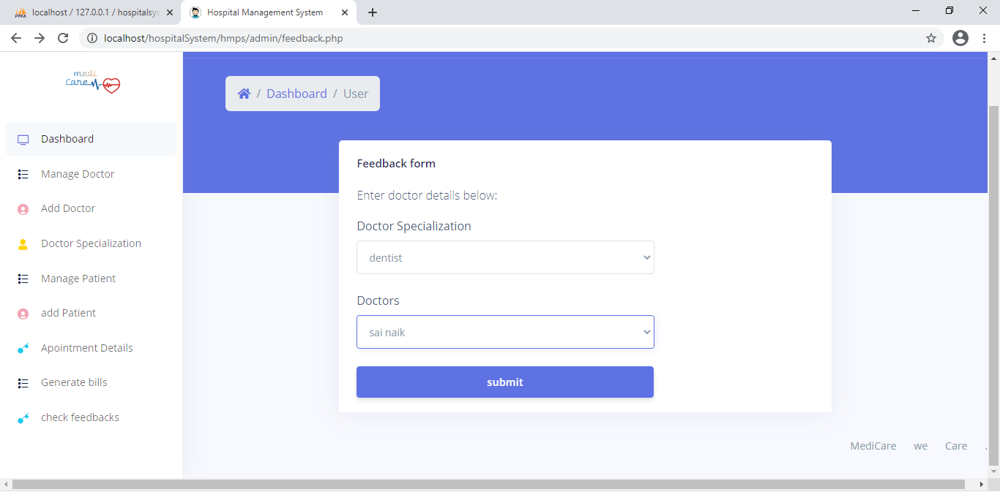 PMA localhost / 127.0.0.1 / hospitalsys
Hospital Management System
localhost/hospitalSystem/hmps/admin/feedback.php
medi
care
/ Dashboard / User
Dashboard
Manage Doctor
Add Doctor
Doctor Specialization
Manage Patient
add Patient
Apointment Details
Generate bills
check feedbacks
Feedback form
Enter doctor details below:
Doctor Specialization
dentist
Doctors
sai naik
submit
MediCare we Care .